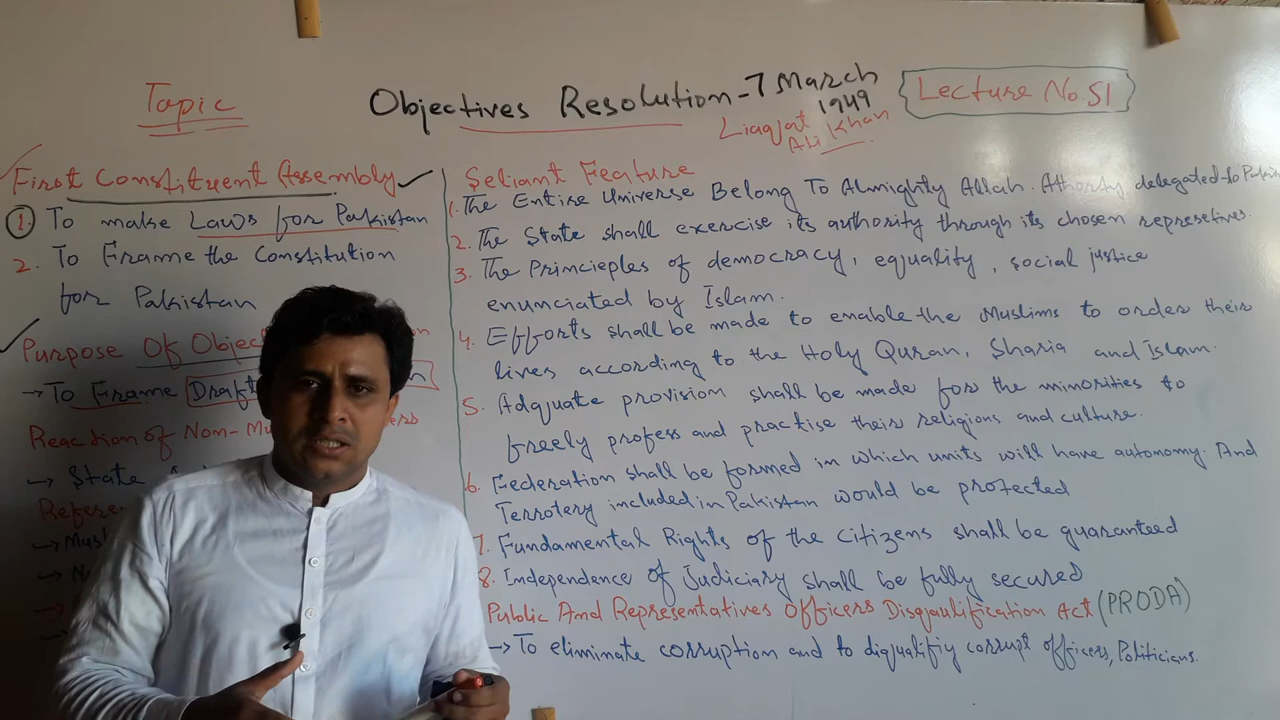 Topic
Objectives Resolution-7 March
1949
Liaqat
Ali Khan
Lecture No.51
First Constituent Assembly
1 To make Laws for Pakistan
2. To Frame the Constitution
for Pakistan
Purpose Of Objec
→ To Frame Draft
Reaction of Non-Mu
→ State
Refere
→ Mus
Seliant Feature
1. The Entire Universe Belong To Almighty Allah. Athorty delegated to Pakis
2. The State shall exercise its authority through its chosen represetives.
3. The Principles of democracy, equality, social justice
enunciated by Islam.
4. Efforts shall be made to enable the Muslims to order their
lives according to the Holy Quran, Sharia and Islam.
5. Adquate provision shall be made for the minorities to
freely profess and practise their religions and culture.
6. Federation shall be formed in which units will have autonomy. And
Terrotery included in Pakistan would be protected
7. Fundamental Rights of the Citizens shall be guaranteed
8. Independence of Judiciary shall be fully secured
Public And Representatives Officers Disqaulification Act (PRODA)
→ To eliminate corruption and to diqualifiy corrupt officers, Politicians.